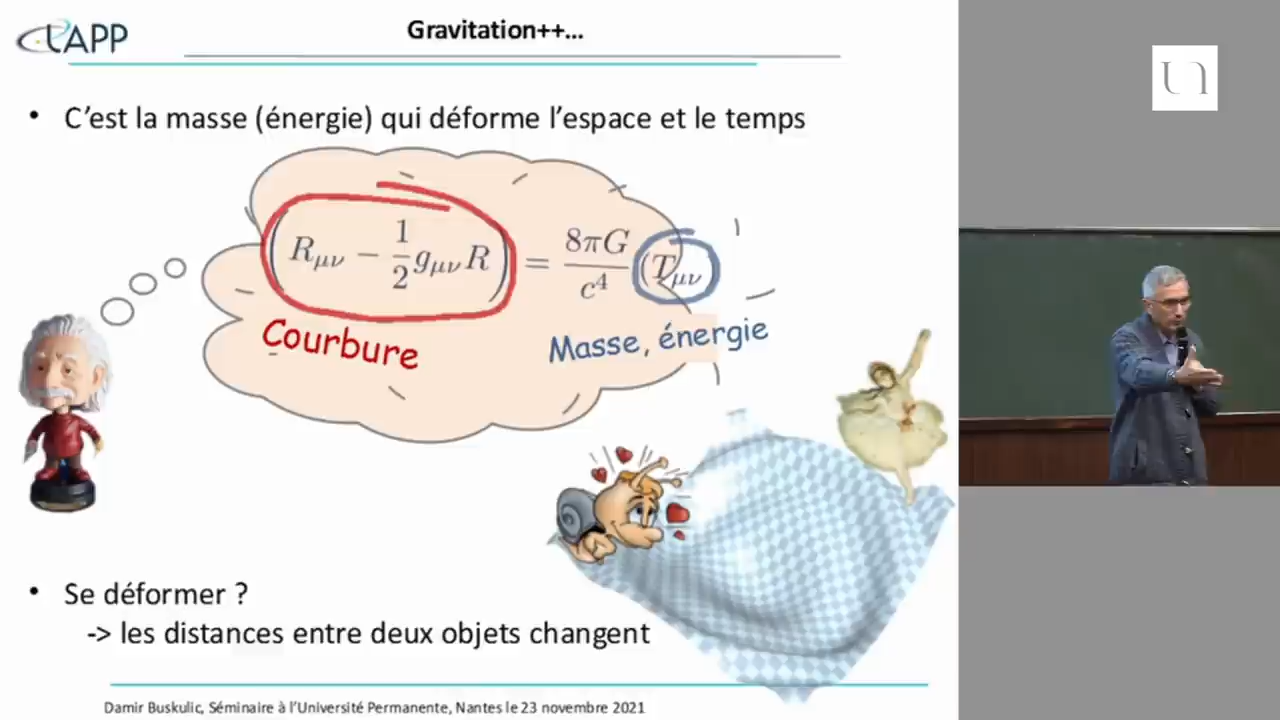 LAPP
Gravitation++...
• C’est la masse (énergie) qui déforme l’espace et le temps
(R_{μν} − 1/2 g_{μν} R) = 8πG/c⁴ (T_{μν}
Courbure
Masse, énergie
• Se déformer ?
-> les distances entre deux objets changent
Damir Buskulic, Séminaire à l’Université Permanente, Nantes le 23 novembre 2021